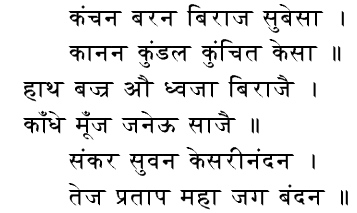 कंचन बरन बिराज सुबेसा ।
कानन कुंडल कुंचित केसा ॥
हाथ बज्र औ ध्वजा बिराजै ।
काँधे मूँज जनेऊ साजै ॥
संकर सुवन केसरीनंदन ।
तेज प्रताप महा जग बंदन ॥